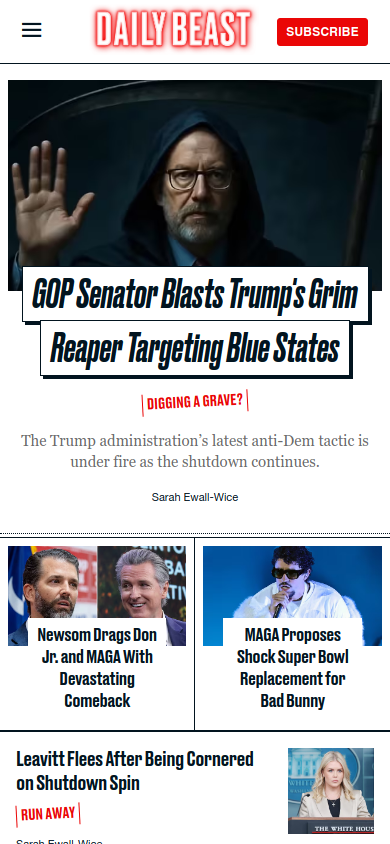 DAILY BEAST
SUBSCRIBE
GOP Senator Blasts Trump's Grim
Reaper Targeting Blue States
DIGGING A GRAVE?
The Trump administration’s latest anti-Dem tactic is
under fire as the shutdown continues.
Sarah Ewall-Wice
Newsom Drags Don
Jr. and MAGA With
Devastating
Comeback
MAGA Proposes
Shock Super Bowl
Replacement for
Bad Bunny
Leavitt Flees After Being Cornered
on Shutdown Spin
RUN AWAY
THE WHITE HOUS
Sarah Ewall-Wice